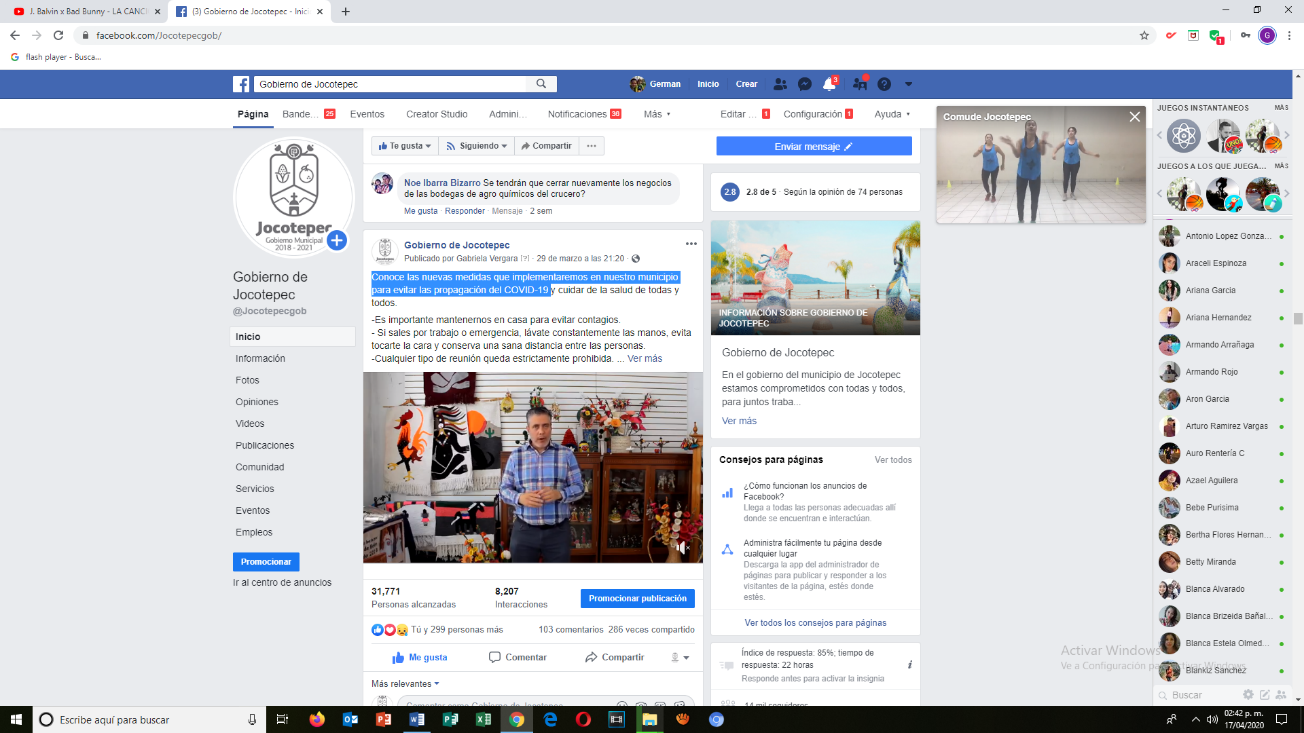 J. Balvin x Bad Bunny - LA CANCI
(3) Gobierno de Jocotepec - Inici
facebook.com/Jocotepecgob/
flash player - Busca...
Gobierno de Jocotepec
German
Inicio
Crear
3
Página
Bande... 25
Eventos
Creator Studio
Admini...
Notificaciones 30
Más
Editar ... 1
Configuración 1
Ayuda
Te gusta
Siguiendo
Compartir
Enviar mensaje
Jocotepec
Gobierno Municipal
2018 - 2021
Gobierno de
Jocotepec
@Jocotepecgob
Inicio
Información
Fotos
Opiniones
Videos
Publicaciones
Comunidad
Servicios
Eventos
Empleos
Promocionar
Ir al centro de anuncios
Noe Ibarra Bizarro Se tendrán que cerrar nuevamente los negocios
de las bodegas de agro químicos del crucero?
Me gusta · Responder · Mensaje · 2 sem
Gobierno de Jocotepec
Publicado por Gabriela Vergara [?] · 29 de marzo a las 21:20 ·
Conoce las nuevas medidas que implementaremos en nuestro municipio
para evitar las propagación del COVID-19 y cuidar de la salud de todas y
todos.
-Es importante mantenernos en casa para evitar contagios.
- Si sales por trabajo o emergencia, lávate constantemente las manos, evita
tocarte la cara y conserva una sana distancia entre las personas.
-Cualquier tipo de reunión queda estrictamente prohibida. ... Ver más
31,771
Personas alcanzadas
8,207
Interacciones
Promocionar publicación
Tú y 299 personas más
103 comentarios 286 veces compartido
Me gusta
Comentar
Compartir
Más relevantes
Comentar como Gobierno de Jocotepec
2.8
2.8 de 5 · Según la opinión de 74 personas
INFORMACIÓN SOBRE GOBIERNO DE
JOCOTEPEC
Gobierno de Jocotepec
En el gobierno del municipio de Jocotepec
estamos comprometidos con todas y todos,
para juntos traba...
Ver más
Consejos para páginas
Ver todos
¿Cómo funcionan los anuncios de
Facebook?
Llega a todas las personas adecuadas allí
donde se encuentran e interactúan.
Administra fácilmente tu página desde
cualquier lugar
Descarga la app del administrador de
páginas para publicar y responder a los
visitantes de la página, estés donde
estés.
Ver todos los consejos para páginas
Índice de respuesta: 85%; tiempo de
respuesta: 22 horas
Responde antes para activar la insignia
14 mil seguidores
Comude Jocotepec
JUEGOS INSTANTÁNEOS
MÁS
JUEGOS A LOS QUE JUEGA...
MÁS
Antonio Lopez Gonza...
Araceli Espinoza
Ariana Garcia
Ariana Hernandez
Armando Arrañaga
Armando Rojo
Aron Garcia
Arturo Ramirez Vargas
Auro Rentería C
Azael Aguilera
Bebe Purisima
Bertha Flores Hernan...
Betty Miranda
Blanca Alvarado
Blanca Brizeida Bañal...
Blanca Estela Olmed...
Blankiz Sanchez
Buscar
Activar Windows
Ve a Configuración para activar Windows.
Escribe aquí para buscar
02:42 p. m.
17/04/2020